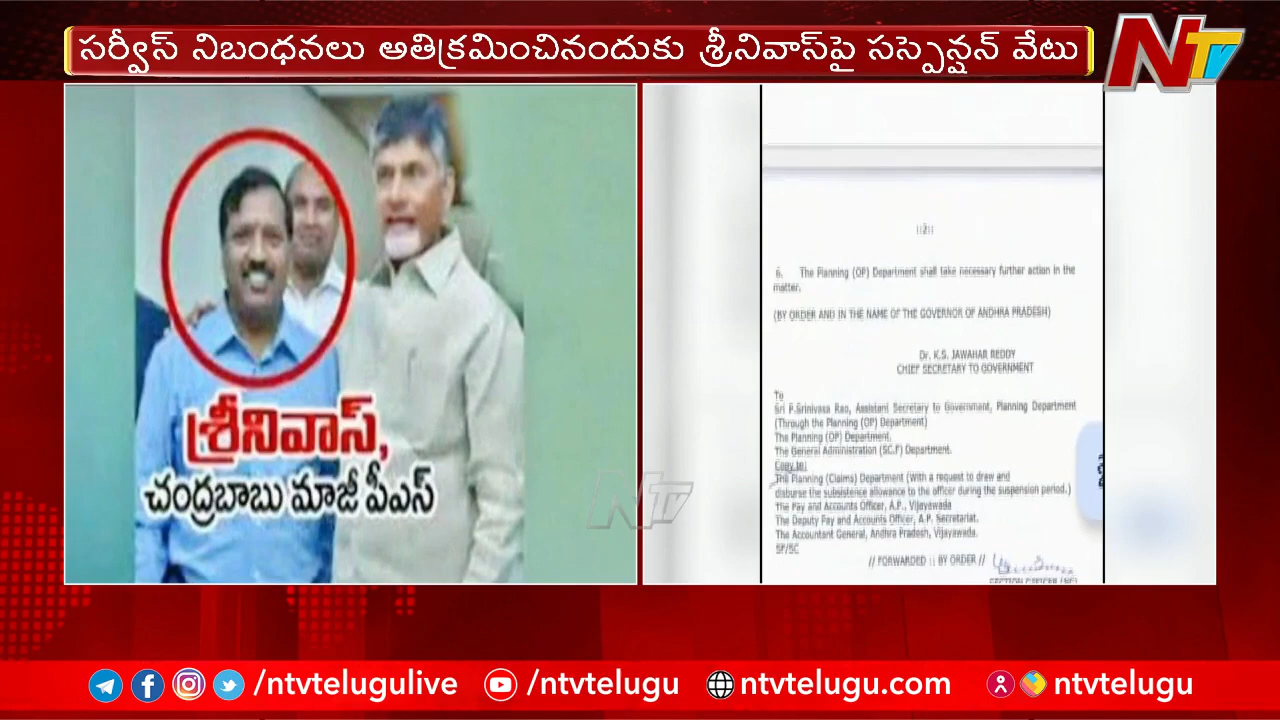 సర్వీస్ నిబంధనలు అతిక్రమించినందుకు శ్రీనివాస్‌పై సస్పెన్షన్ వేటు
NTV
శ్రీనివాస్,
చంద్రబాబు మాజీ పీఎస్
NTV
||2||
6. The Planning (OP) Department shall take necessary further action in the
matter.
(BY ORDER AND IN THE NAME OF THE GOVERNOR OF ANDHRA PRADESH)
Dr. K.S. JAWAHAR REDDY
CHIEF SECRETARY TO GOVERNMENT
To
Sri P.Srinivasa Rao, Assistant Secretary to Government, Planning Department
(Through the Planning (OP) Department)
The Planning (OP) Department.
The General Administration (SC.F) Department.
Copy to:
The Planning (Claims) Department (With a request to draw and
disburse the subsistence allowance to the officer during the suspension period.)
The Pay and Accounts Officer, A.P., Vijayawada
The Deputy Pay and Accounts Officer, A.P. Secretariat.
The Accountant General, Andhra Pradesh, Vijayawada.
SF/SC
// FORWARDED :: BY ORDER //
SECTION OFFICER
/ntvtelugulive
/ntvtelugu
ntvtelugu.com
ntvtelugu